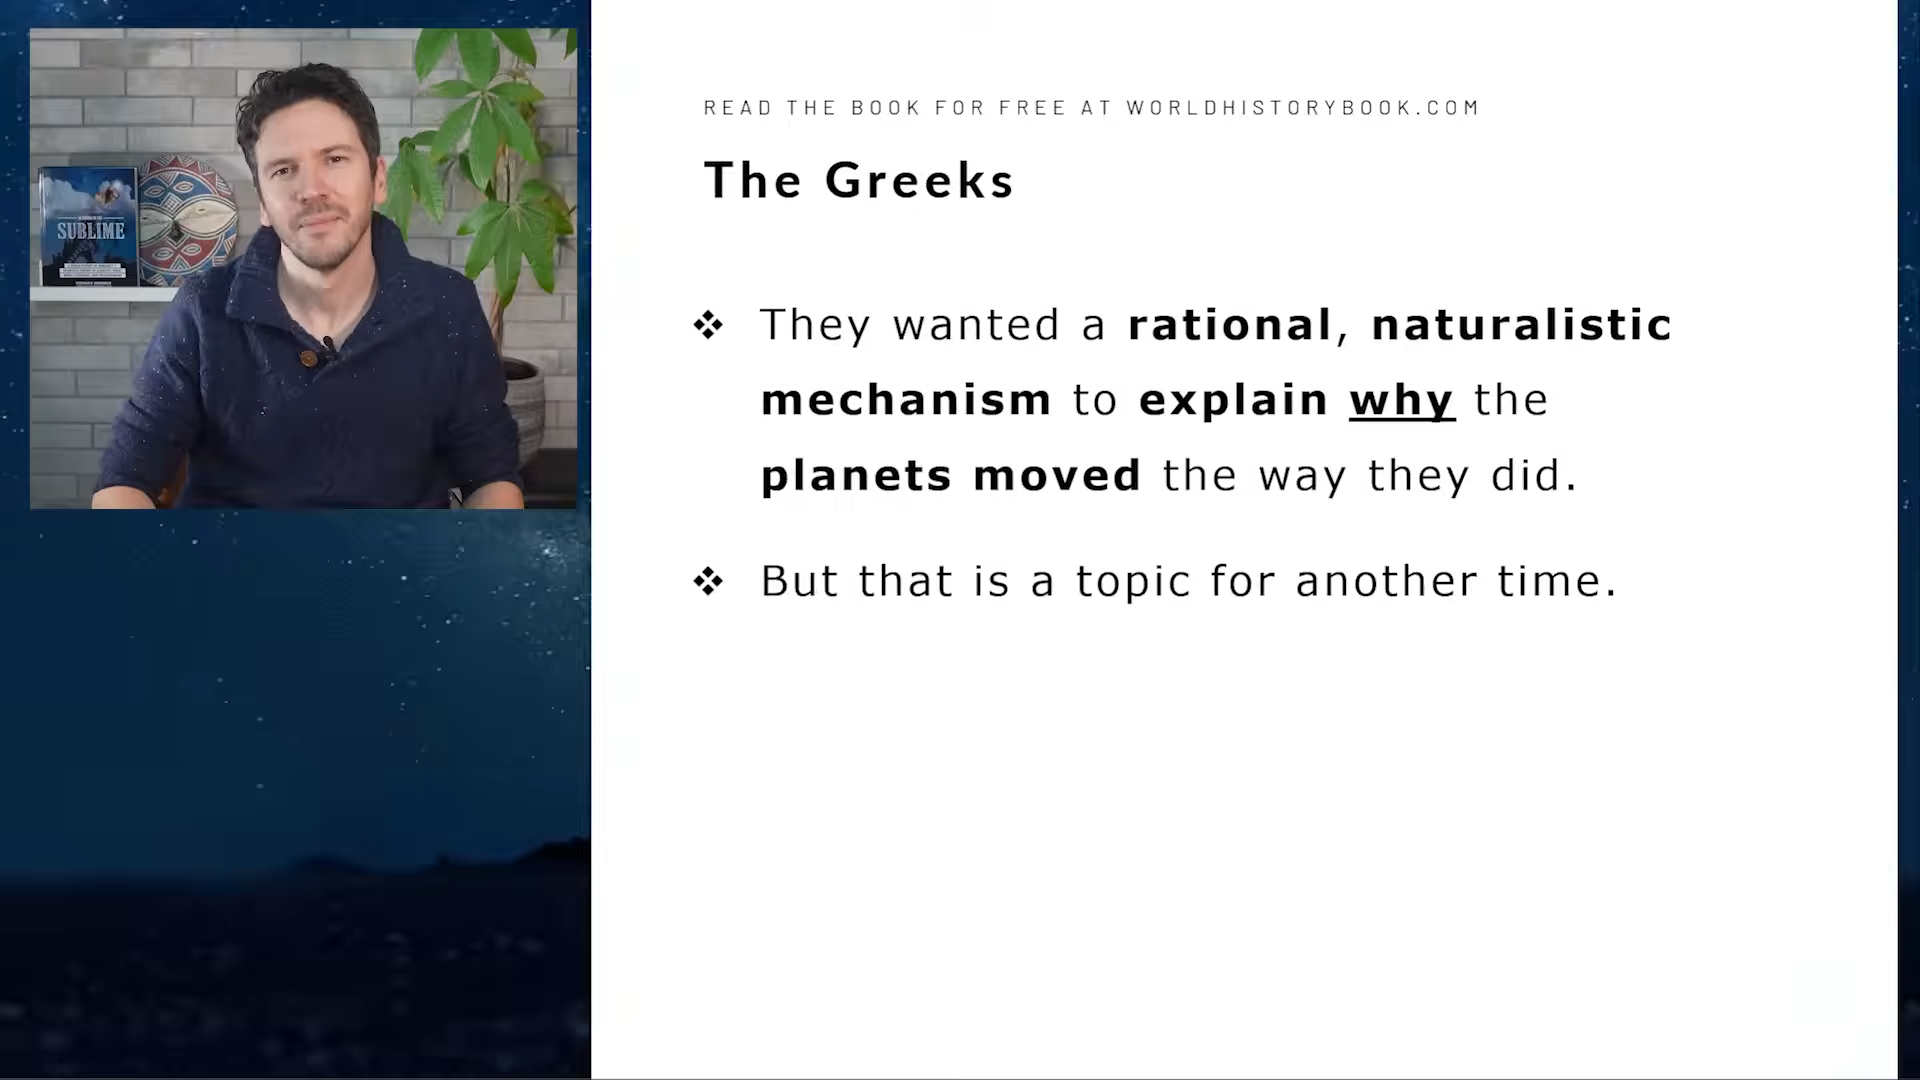 READ THE BOOK FOR FREE AT WORLDHISTORYBOOK.COM
The Greeks
❖ They wanted a rational, naturalistic
mechanism to explain why the
planets moved the way they did.
❖ But that is a topic for another time.
SUBLIME